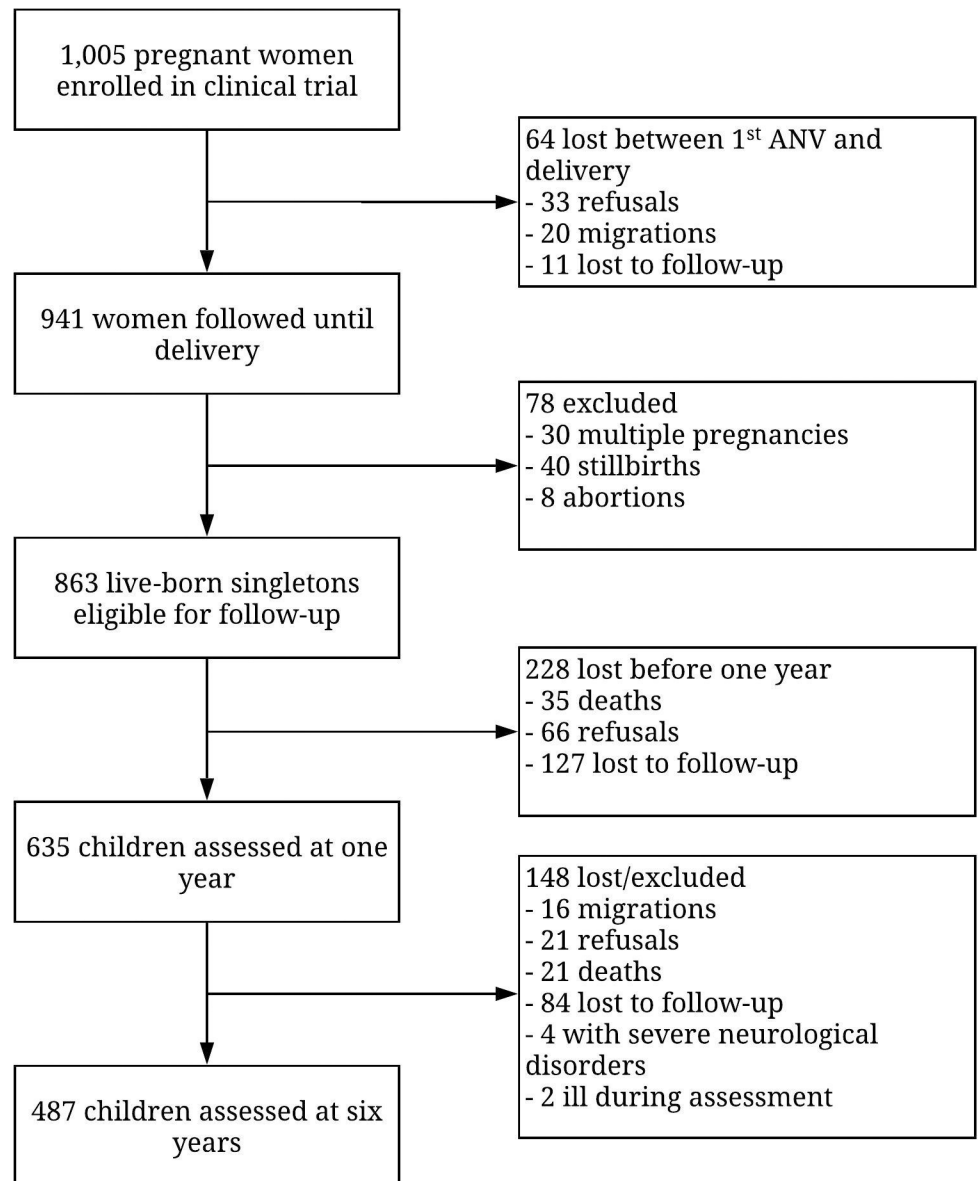 1,005 pregnant women
enrolled in clinical trial
64 lost between 1st ANV and
delivery
- 33 refusals
- 20 migrations
- 11 lost to follow-up
941 women followed until
delivery
78 excluded
- 30 multiple pregnancies
- 40 stillbirths
- 8 abortions
863 live-born singletons
eligible for follow-up
228 lost before one year
- 35 deaths
- 66 refusals
- 127 lost to follow-up
635 children assessed at one
year
148 lost/excluded
- 16 migrations
- 21 refusals
- 21 deaths
- 84 lost to follow-up
- 4 with severe neurological
disorders
- 2 ill during assessment
487 children assessed at six
years